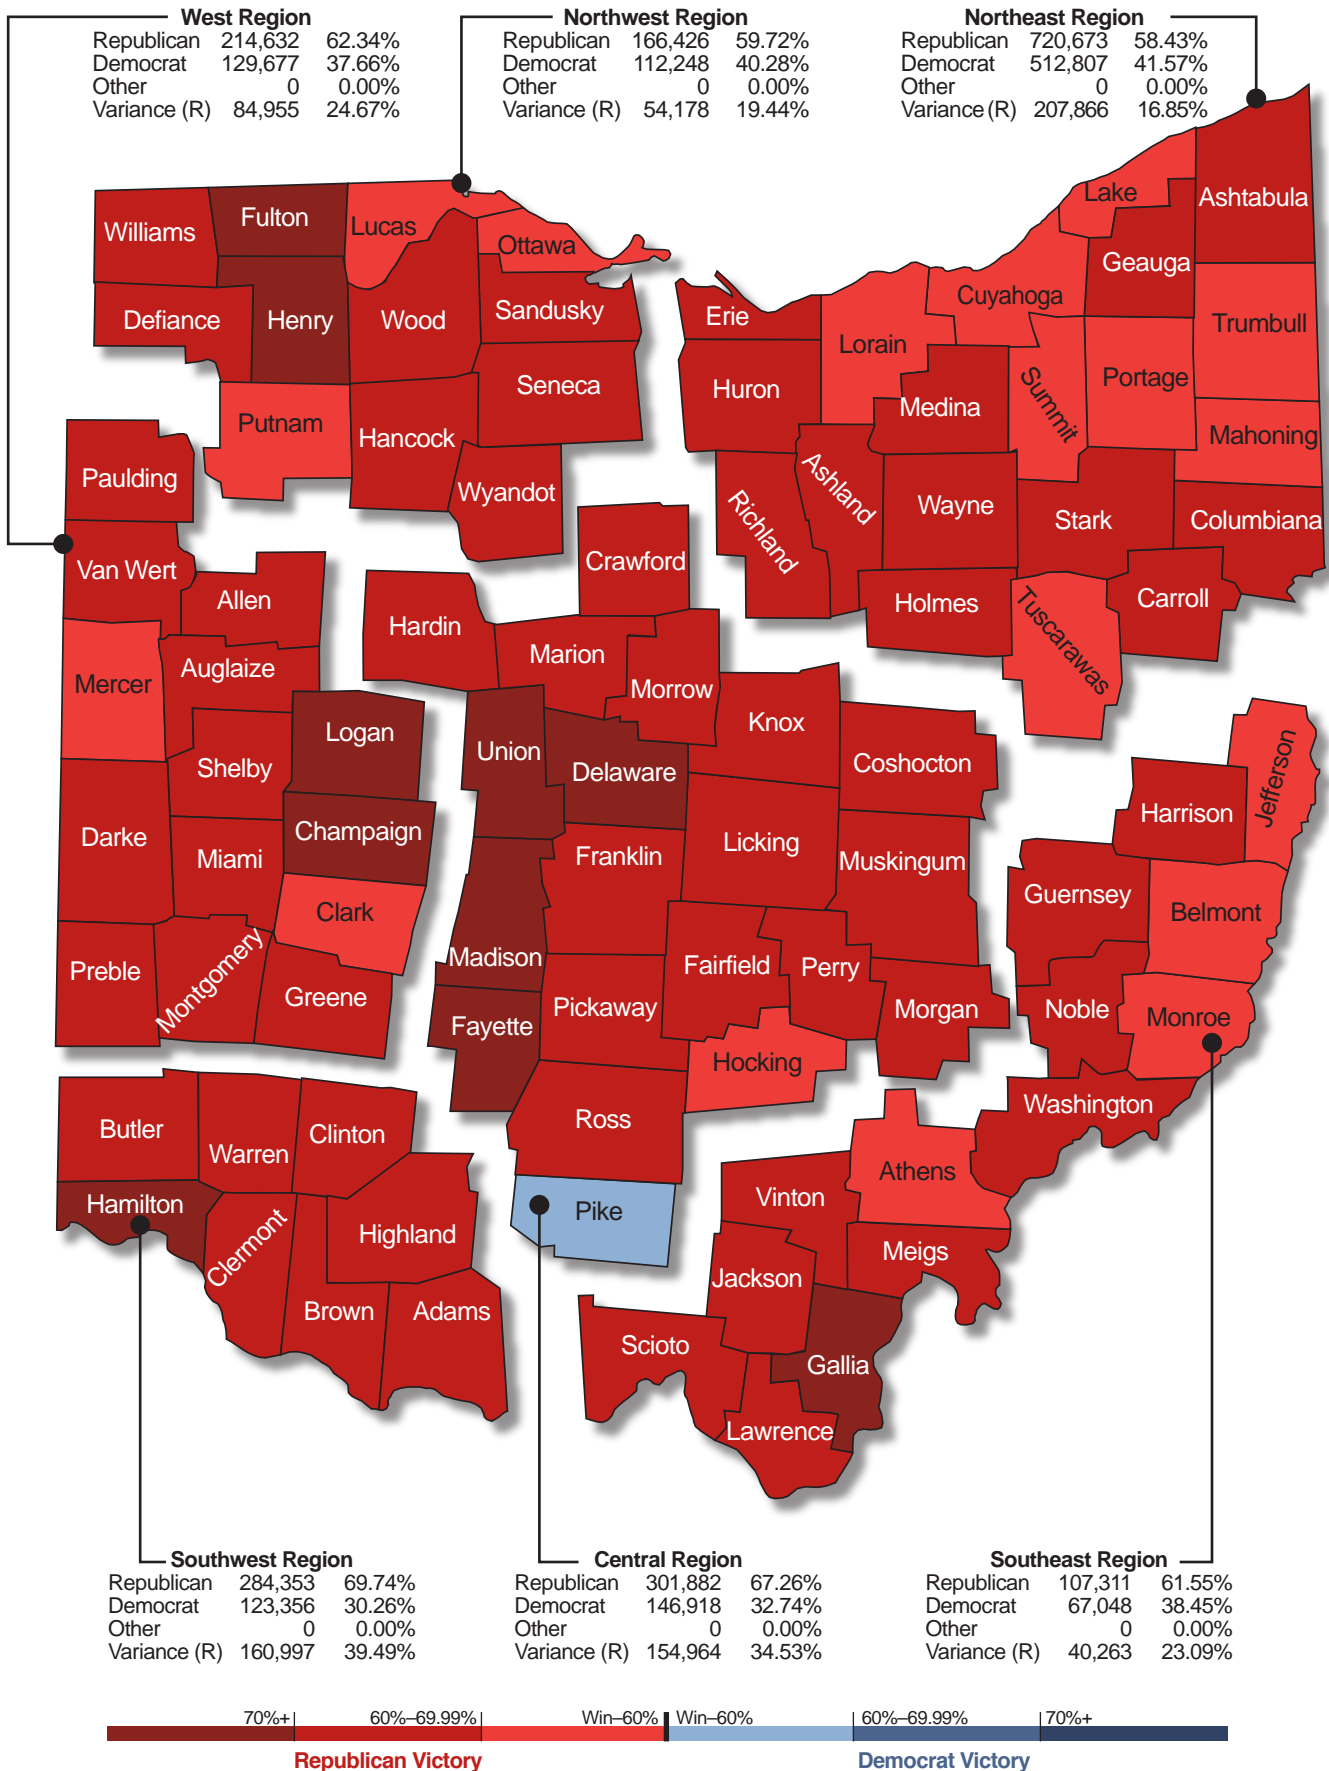 West Region
Republican 214,632 62.34%
Democrat 129,677 37.66%
Other 0 0.00%
Variance (R) 84,955 24.67%
Northwest Region
Republican 166,426 59.72%
Democrat 112,248 40.28%
Other 0 0.00%
Variance (R) 54,178 19.44%
Northeast Region
Republican 720,673 58.43%
Democrat 512,807 41.57%
Other 0 0.00%
Variance (R) 207,866 16.85%
Williams
Fulton
Lucas
Ottawa
Defiance
Henry
Wood
Sandusky
Putnam
Hancock
Seneca
Wyandot
Lake
Ashtabula
Geauga
Cuyahoga
Erie
Lorain
Trumbull
Huron
Medina
Summit
Portage
Mahoning
Richland
Ashland
Wayne
Stark
Columbiana
Holmes
Tuscarawas
Carroll
Paulding
Van Wert
Allen
Mercer
Auglaize
Logan
Shelby
Darke
Miami
Champaign
Clark
Preble
Montgomery
Greene
Crawford
Hardin
Marion
Morrow
Union
Delaware
Knox
Coshocton
Franklin
Licking
Muskingum
Madison
Fairfield
Perry
Fayette
Pickaway
Morgan
Hocking
Ross
Pike
Jefferson
Harrison
Guernsey
Belmont
Noble
Monroe
Washington
Athens
Vinton
Meigs
Jackson
Gallia
Scioto
Lawrence
Butler
Warren
Clinton
Hamilton
Clermont
Highland
Brown
Adams
Southwest Region
Republican 284,353 69.74%
Democrat 123,356 30.26%
Other 0 0.00%
Variance (R) 160,997 39.49%
Central Region
Republican 301,882 67.26%
Democrat 146,918 32.74%
Other 0 0.00%
Variance (R) 154,964 34.53%
Southeast Region
Republican 107,311 61.55%
Democrat 67,048 38.45%
Other 0 0.00%
Variance (R) 40,263 23.09%
70%+ 60%–69.99% Win–60% Win–60% 60%–69.99% 70%+
Republican Victory Democrat Victory